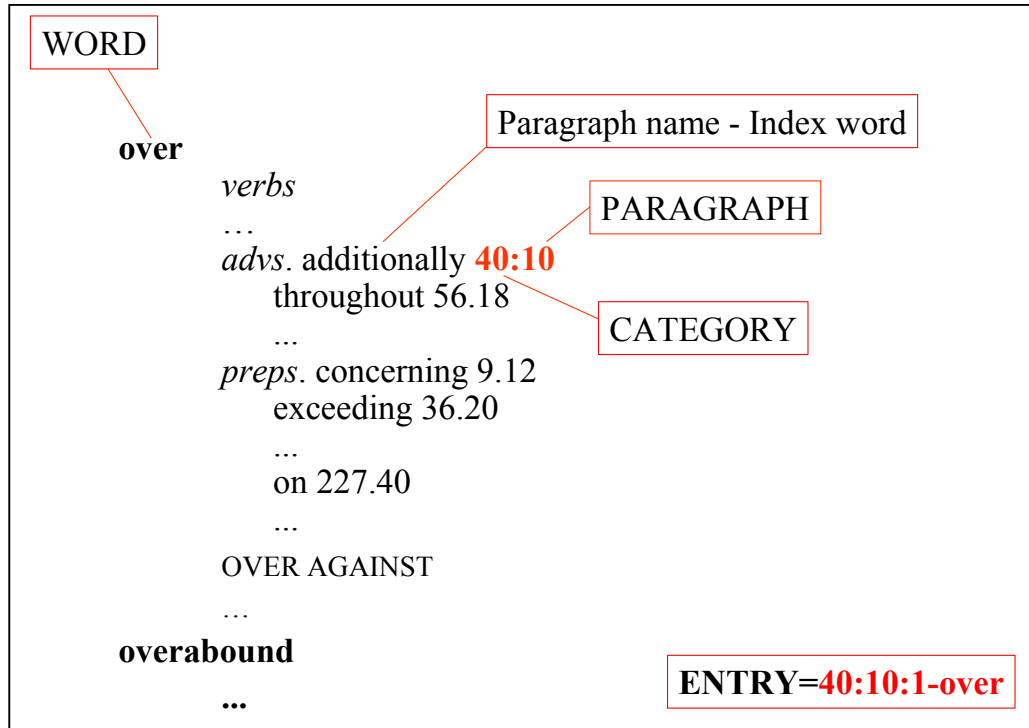 WORD
Paragraph name - Index word
over
verbs
PARAGRAPH
…
advs. additionally 40:10
throughout 56.18
CATEGORY
...
preps. concerning 9.12
exceeding 36.20
...
on 227.40
...
OVER AGAINST
…
overabound
ENTRY=40:10:1-over
...